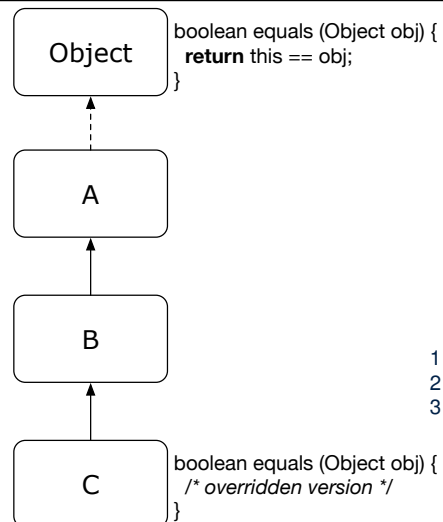 Object
boolean equals (Object obj) {
return this == obj;
}
A
B
1
2
3
C
boolean equals (Object obj) {
/* overridden version */
}